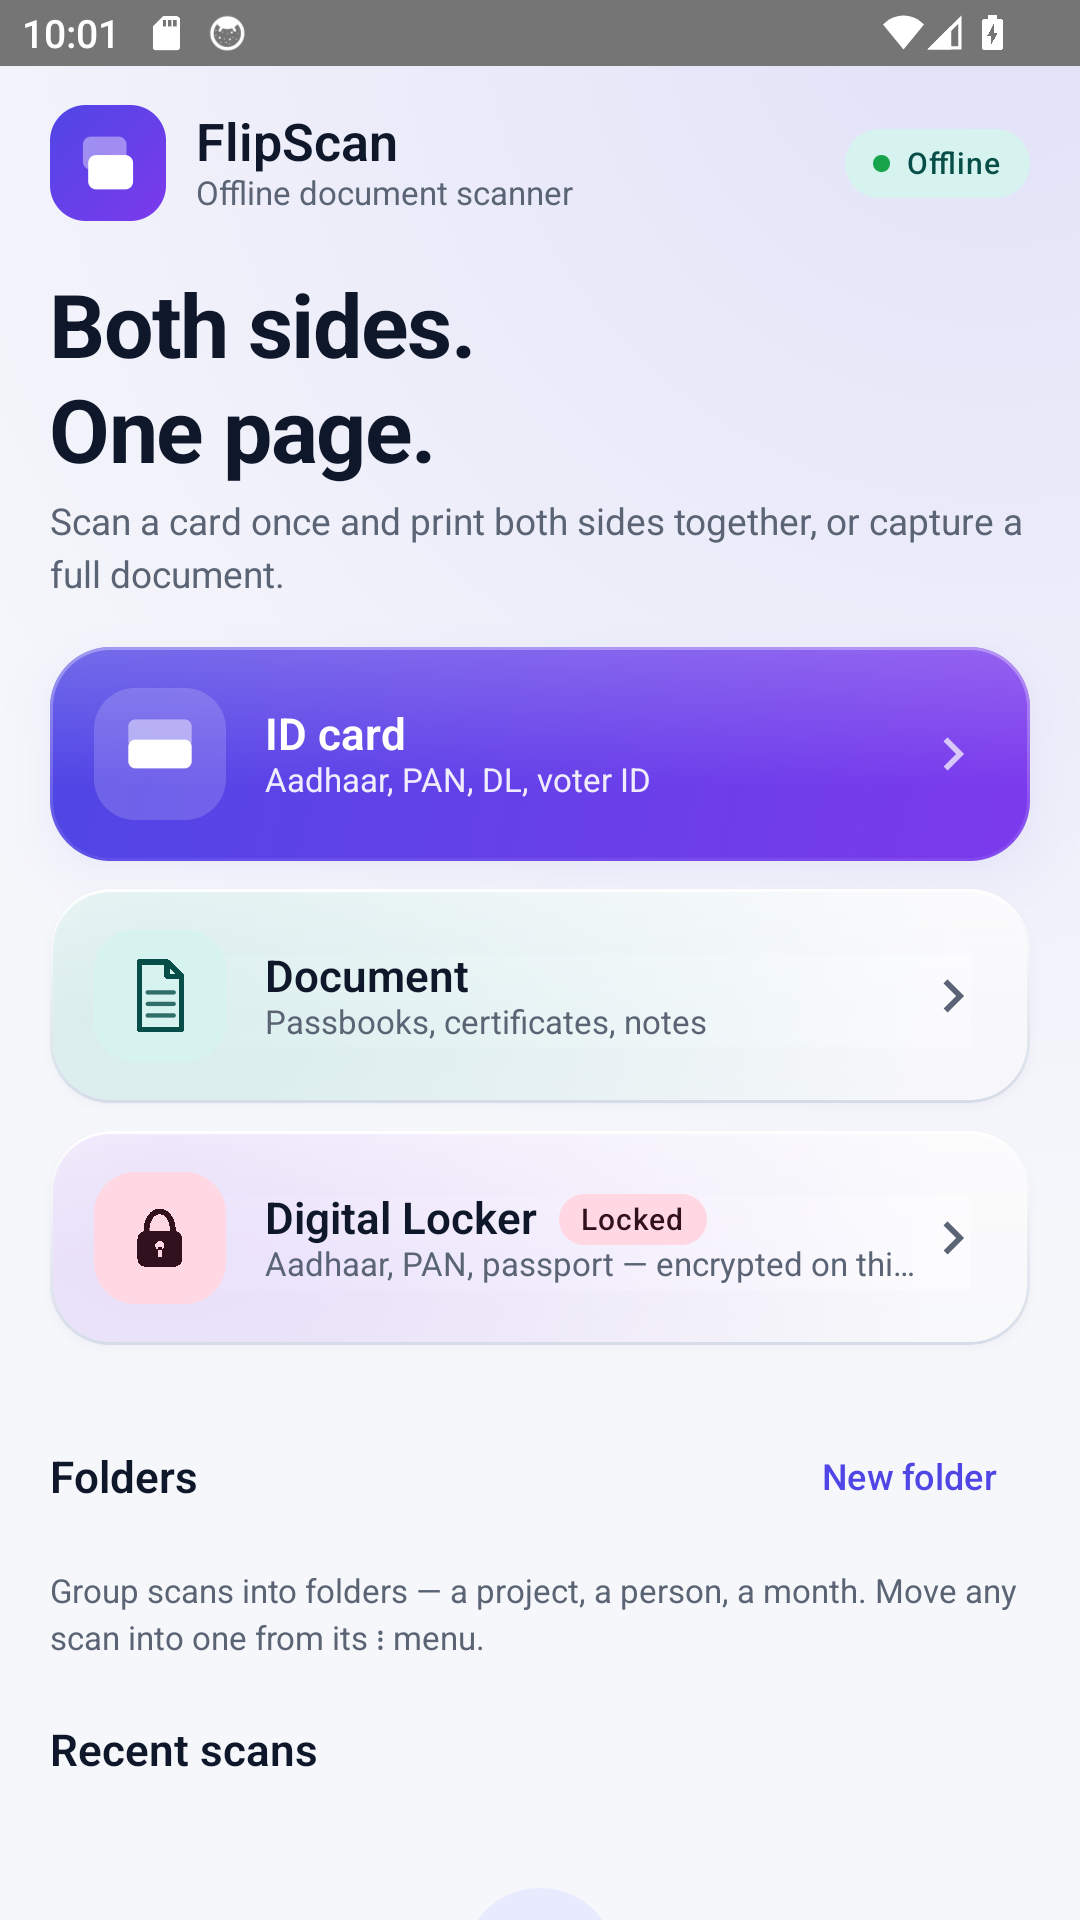 10:01
FlipScan
Offline document scanner
Offline
Both sides.
One page.
Scan a card once and print both sides together, or capture a
full document.
ID card
Aadhaar, PAN, DL, voter ID
Document
Passbooks, certificates, notes
Digital Locker
Locked
Aadhaar, PAN, passport — encrypted on thi...
Folders
New folder
Group scans into folders — a project, a person, a month. Move any
scan into one from its ⋮ menu.
Recent scans